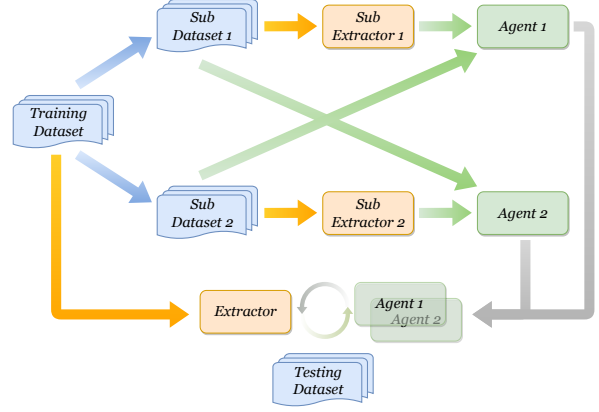 Sub
Dataset 1
Sub
Extractor 1
Agent 1
Training
Dataset
Sub
Dataset 2
Sub
Extractor 2
Agent 2
Extractor
Agent 1
Agent 2
Testing
Dataset